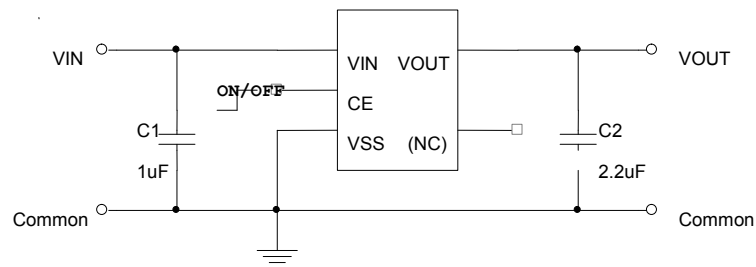 VIN
VIN VOUT
VOUT
ON/OFF
CE
C1
VSS (NC)
C2
1uF
2.2uF
Common
Common